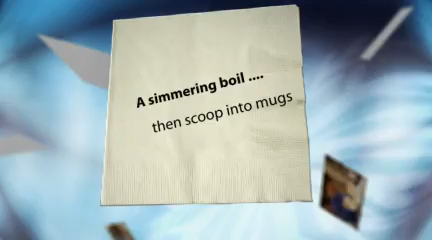 A simmering boil ....
then scoop into mugs